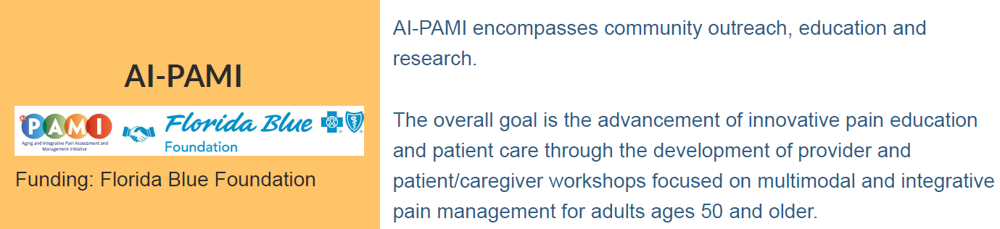 AI-PAMI
AI
PAMI
Aging and Integrative Pain Assessment and
Management Initiative
Florida Blue
Foundation
Funding: Florida Blue Foundation
AI-PAMI encompasses community outreach, education and
research.
The overall goal is the advancement of innovative pain education
and patient care through the development of provider and
patient/caregiver workshops focused on multimodal and integrative
pain management for adults ages 50 and older.